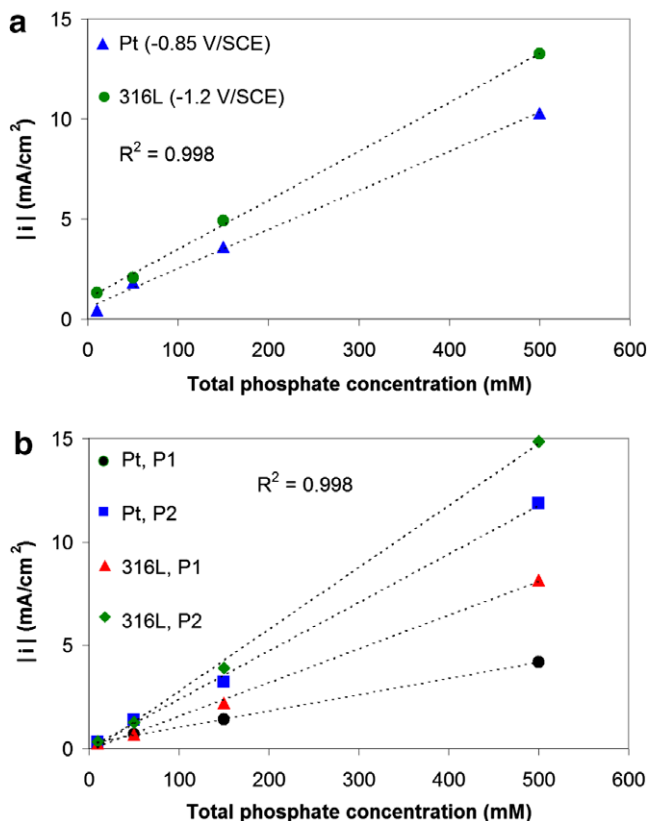 a
15
10
5
0
| i | (mA/cm²)
Pt (-0.85 V/SCE)
316L (-1.2 V/SCE)
R² = 0.998
0 100 200 300 400 500 600
Total phosphate concentration (mM)
b
15
10
5
0
| i | (mA/cm²)
Pt, P1
R² = 0.998
Pt, P2
316L, P1
316L, P2
0 100 200 300 400 500 600
Total phosphate concentration (mM)